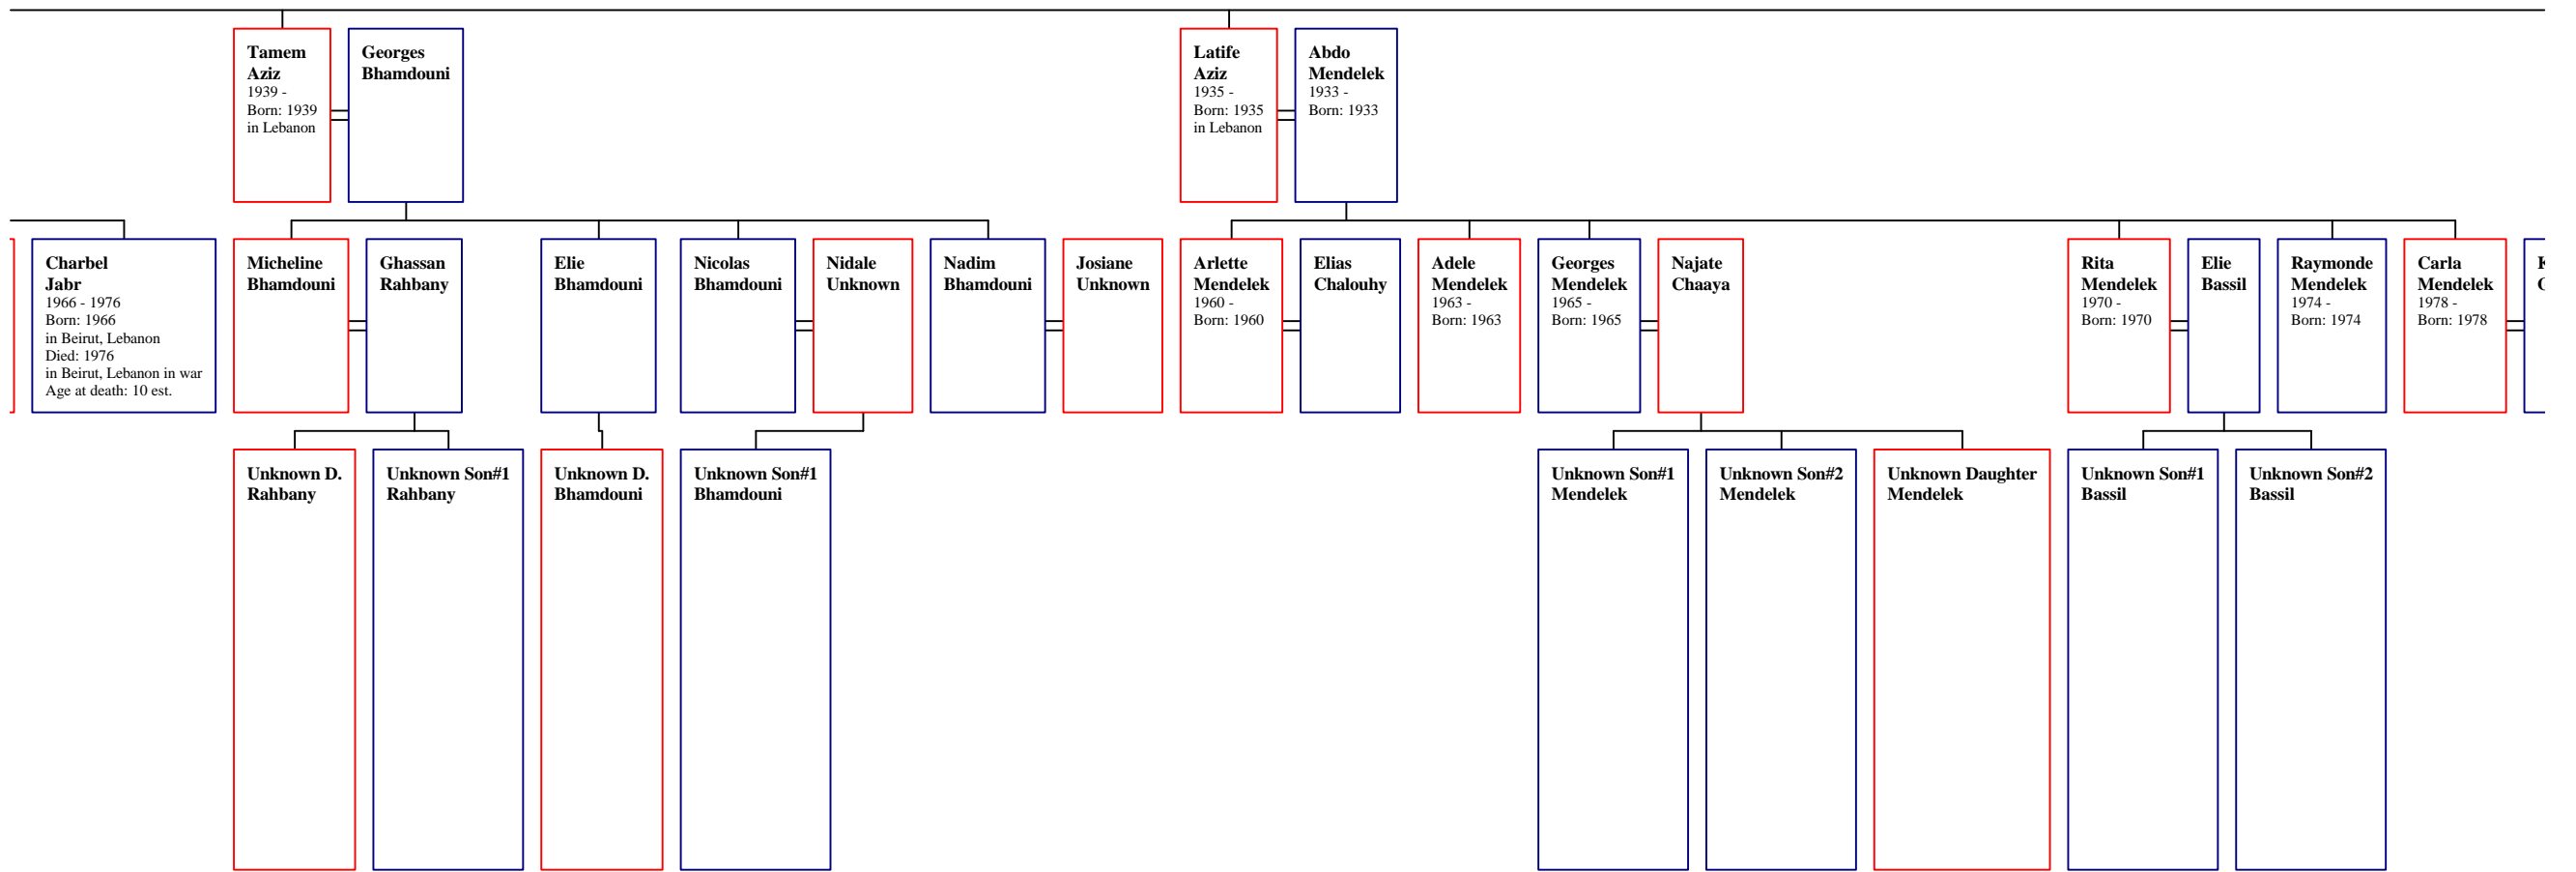 Tamem
Aziz
1939 -
Born: 1939
in Lebanon
Georges
Bhamdouni
Latife
Aziz
1935 -
Born: 1935
in Lebanon
Abdo
Mendelek
1933 -
Born: 1933
Charbel
Jabr
1966 - 1976
Born: 1966
in Beirut, Lebanon
Died: 1976
in Beirut, Lebanon in war
Age at death: 10 est.
Micheline
Bhamdouni
Ghassan
Rahbany
Elie
Bhamdouni
Nicolas
Bhamdouni
Nidale
Unknown
Nadim
Bhamdouni
Josiane
Unknown
Arlette
Mendelek
1960 -
Born: 1960
Elias
Chalouhy
Adele
Mendelek
1963 -
Born: 1963
Georges
Mendelek
1965 -
Born: 1965
Najate
Chaaya
Rita
Mendelek
1970 -
Born: 1970
Elie
Bassil
Raymonde
Mendelek
1974 -
Born: 1974
Carla
Mendelek
1978 -
Born: 1978
Unknown D.
Rahbany
Unknown Son#1
Rahbany
Unknown D.
Bhamdouni
Unknown Son#1
Bhamdouni
Unknown Son#1
Mendelek
Unknown Son#2
Mendelek
Unknown Daughter
Mendelek
Unknown Son#1
Bassil
Unknown Son#2
Bassil